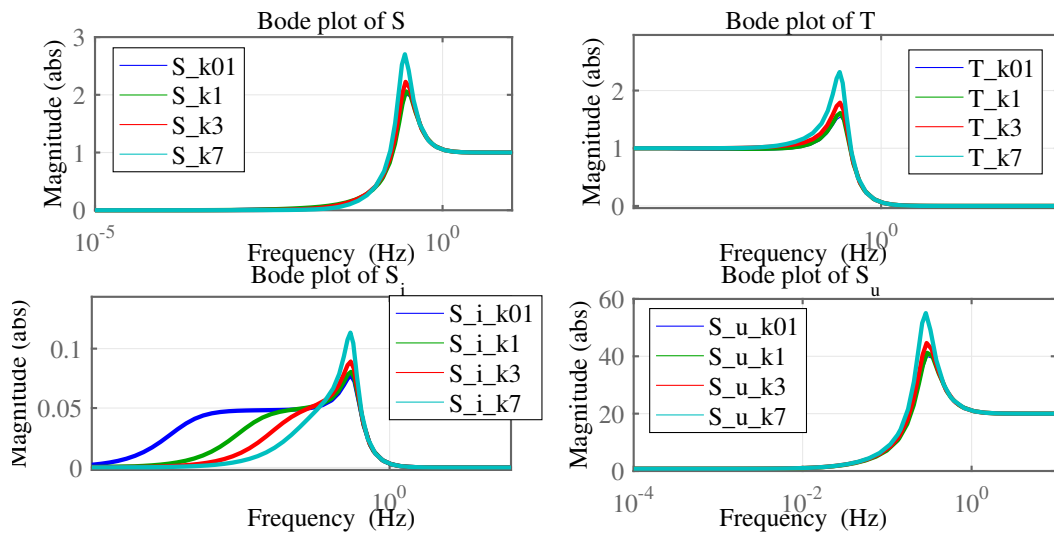 Bode plot of S
Magnitude (abs)
3
2
1
0
S_k01
S_k1
S_k3
S_k7
10^-5
10^0
Frequency (Hz)
Bode plot of T
Magnitude (abs)
2
1
0
T_k01
T_k1
T_k3
T_k7
10^0
Frequency (Hz)
Bode plot of S_i
Magnitude (abs)
0.1
0.05
0
S_i_k01
S_i_k1
S_i_k3
S_i_k7
10^0
Frequency (Hz)
Bode plot of S_u
Magnitude (abs)
60
40
20
0
S_u_k01
S_u_k1
S_u_k3
S_u_k7
10^-4
10^-2
10^0
Frequency (Hz)